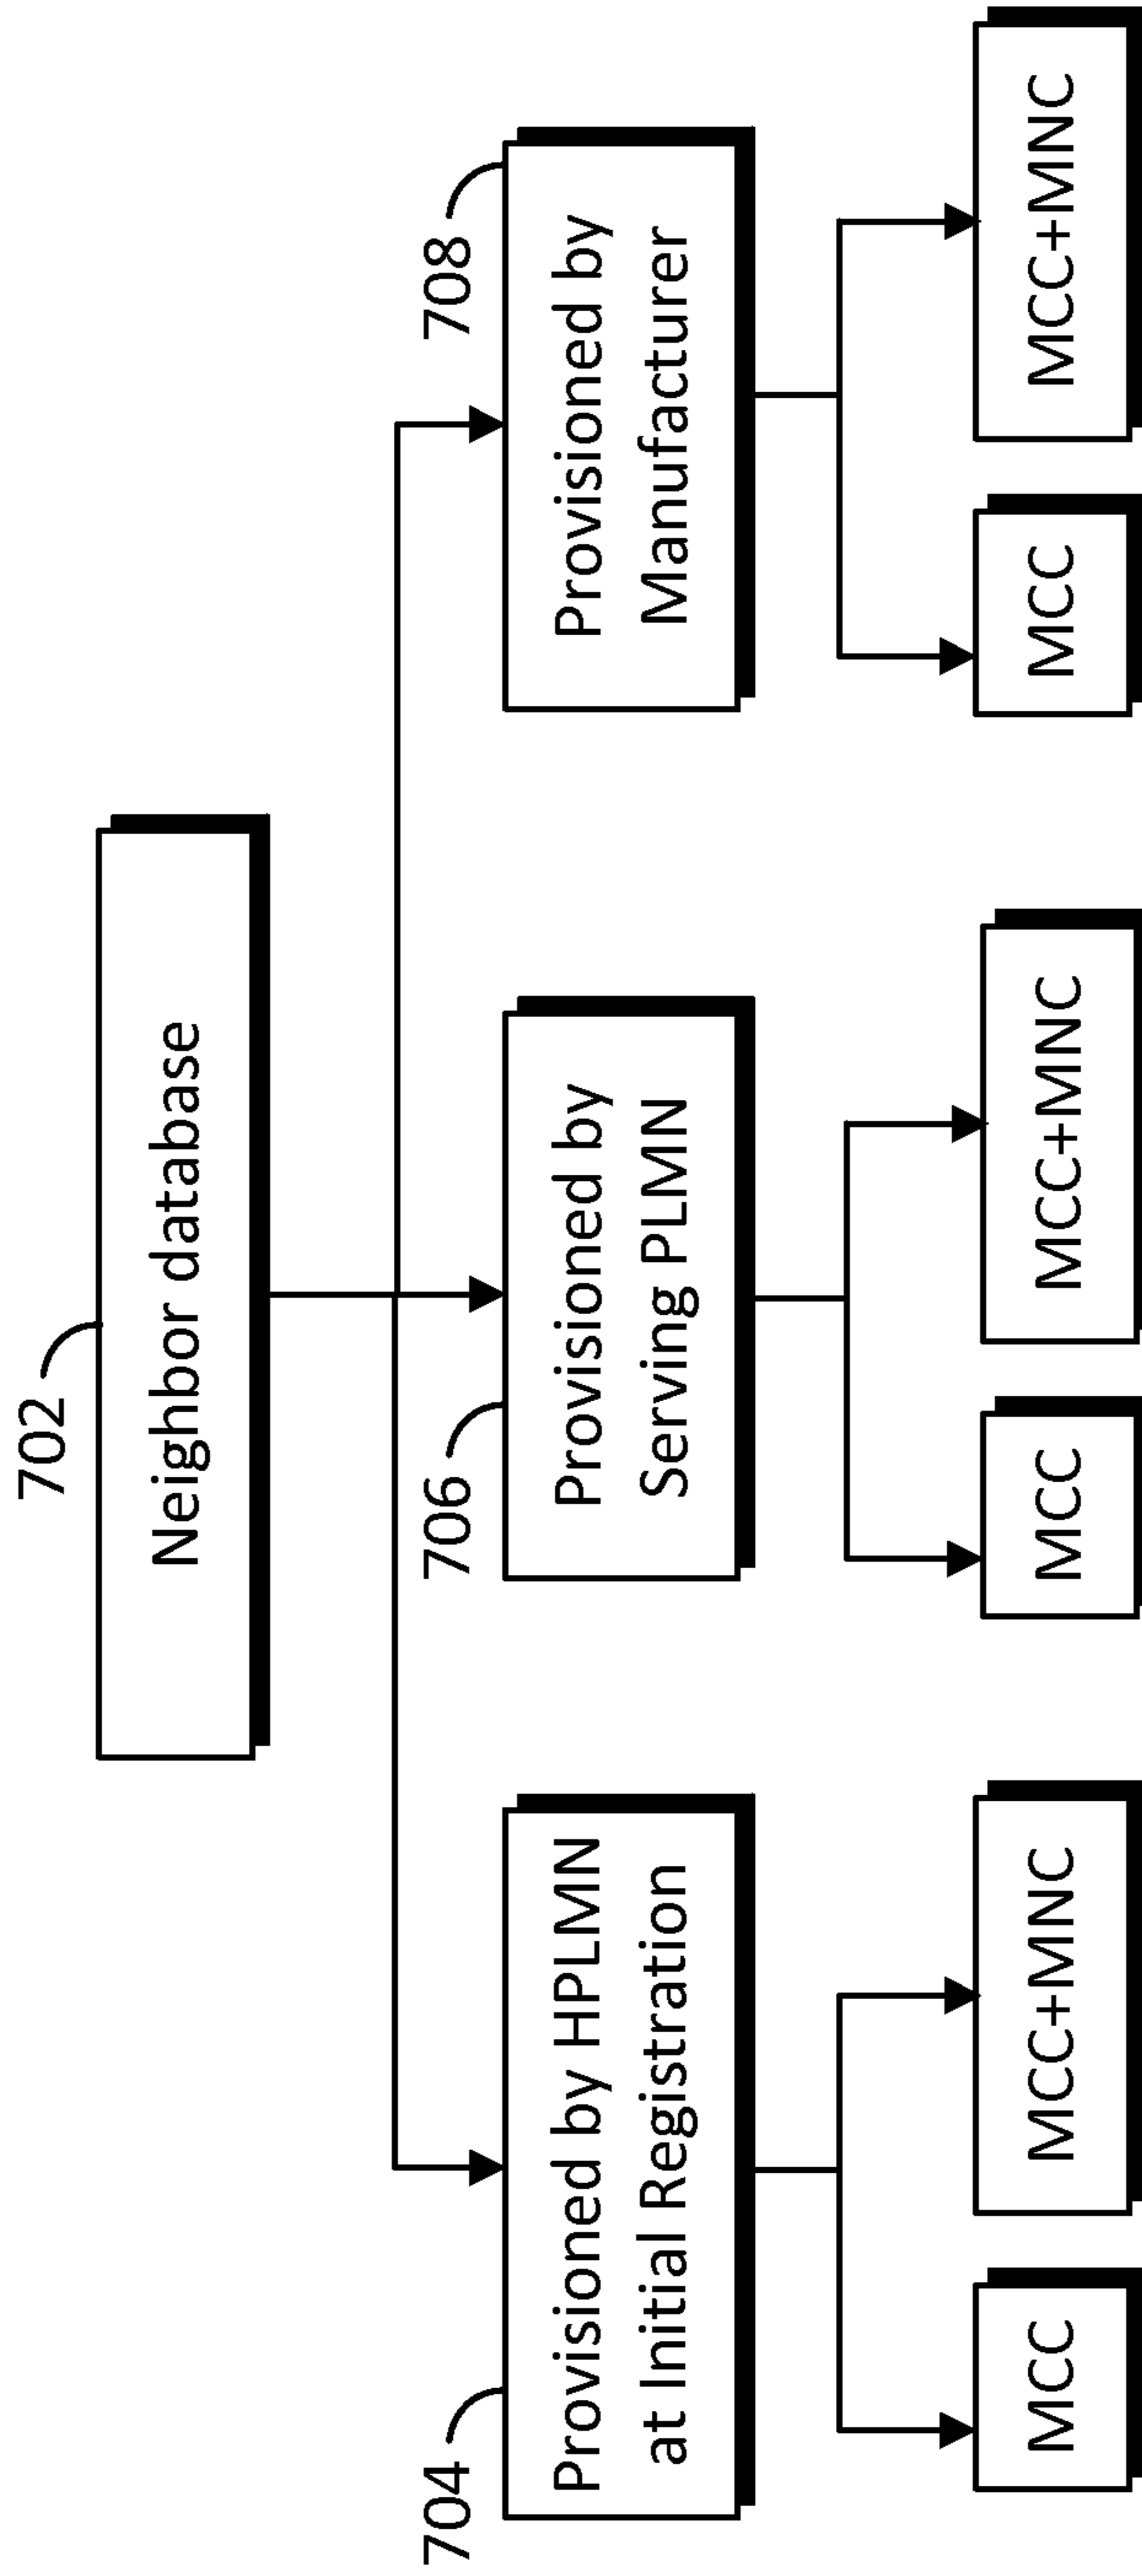 702
Neighbor database
704
Provisioned by HPLMN
at Initial Registration
706
Provisioned by
Serving PLMN
708
Provisioned by
Manufacturer
MCC
MCC+MNC
MCC
MCC+MNC
MCC
MCC+MNC